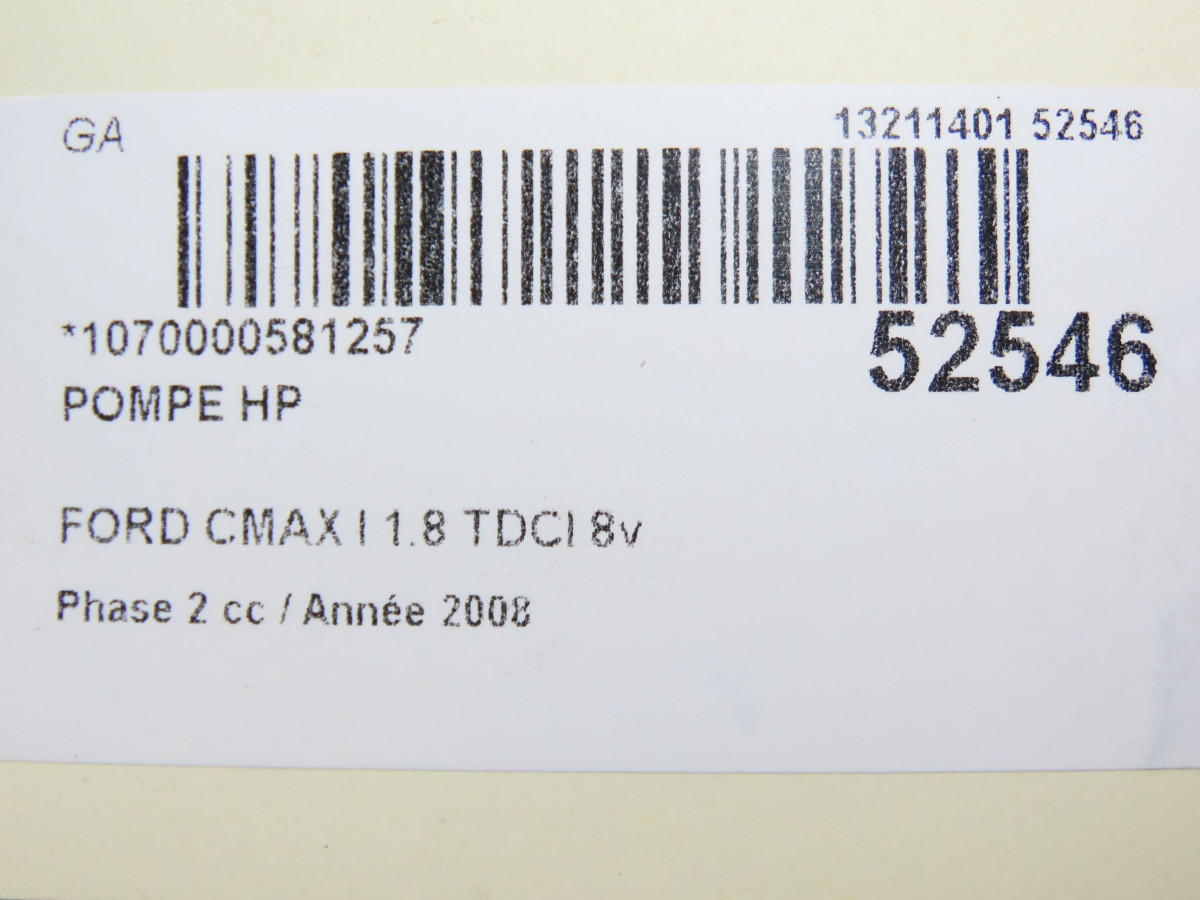 GA
13211401 52546
*1070000581257
52546
POMPE HP
FORD CMAX I 1.8 TDCI 8v
Phase 2 cc / Année 2008